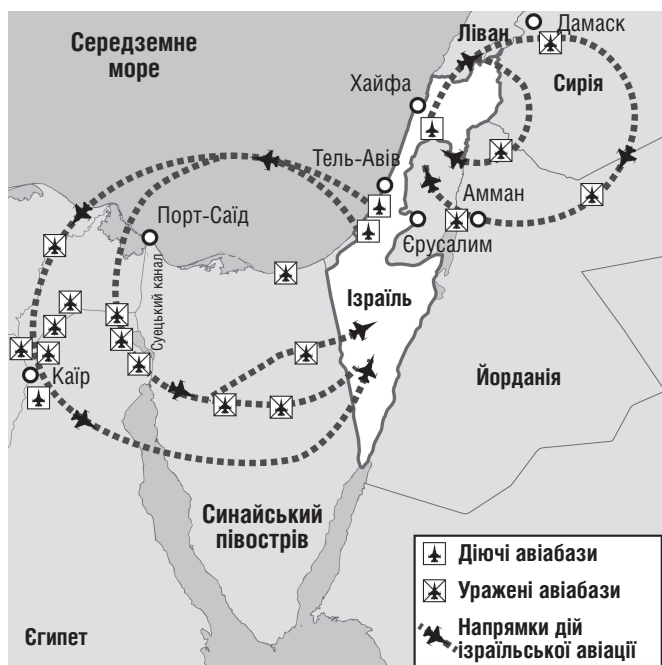 Дамаск
Ліван
Середземне
море
Сирія
Хайфа
Тель-Авів
Амман
Порт-Саїд
Єрусалим
Суецький канал
Ізраїль
Каїр
Йорданія
Синайський
півострів
Єгипет
Діючі авіабази
Уражені авіабази
Напрямки дій
ізраїльської авіації